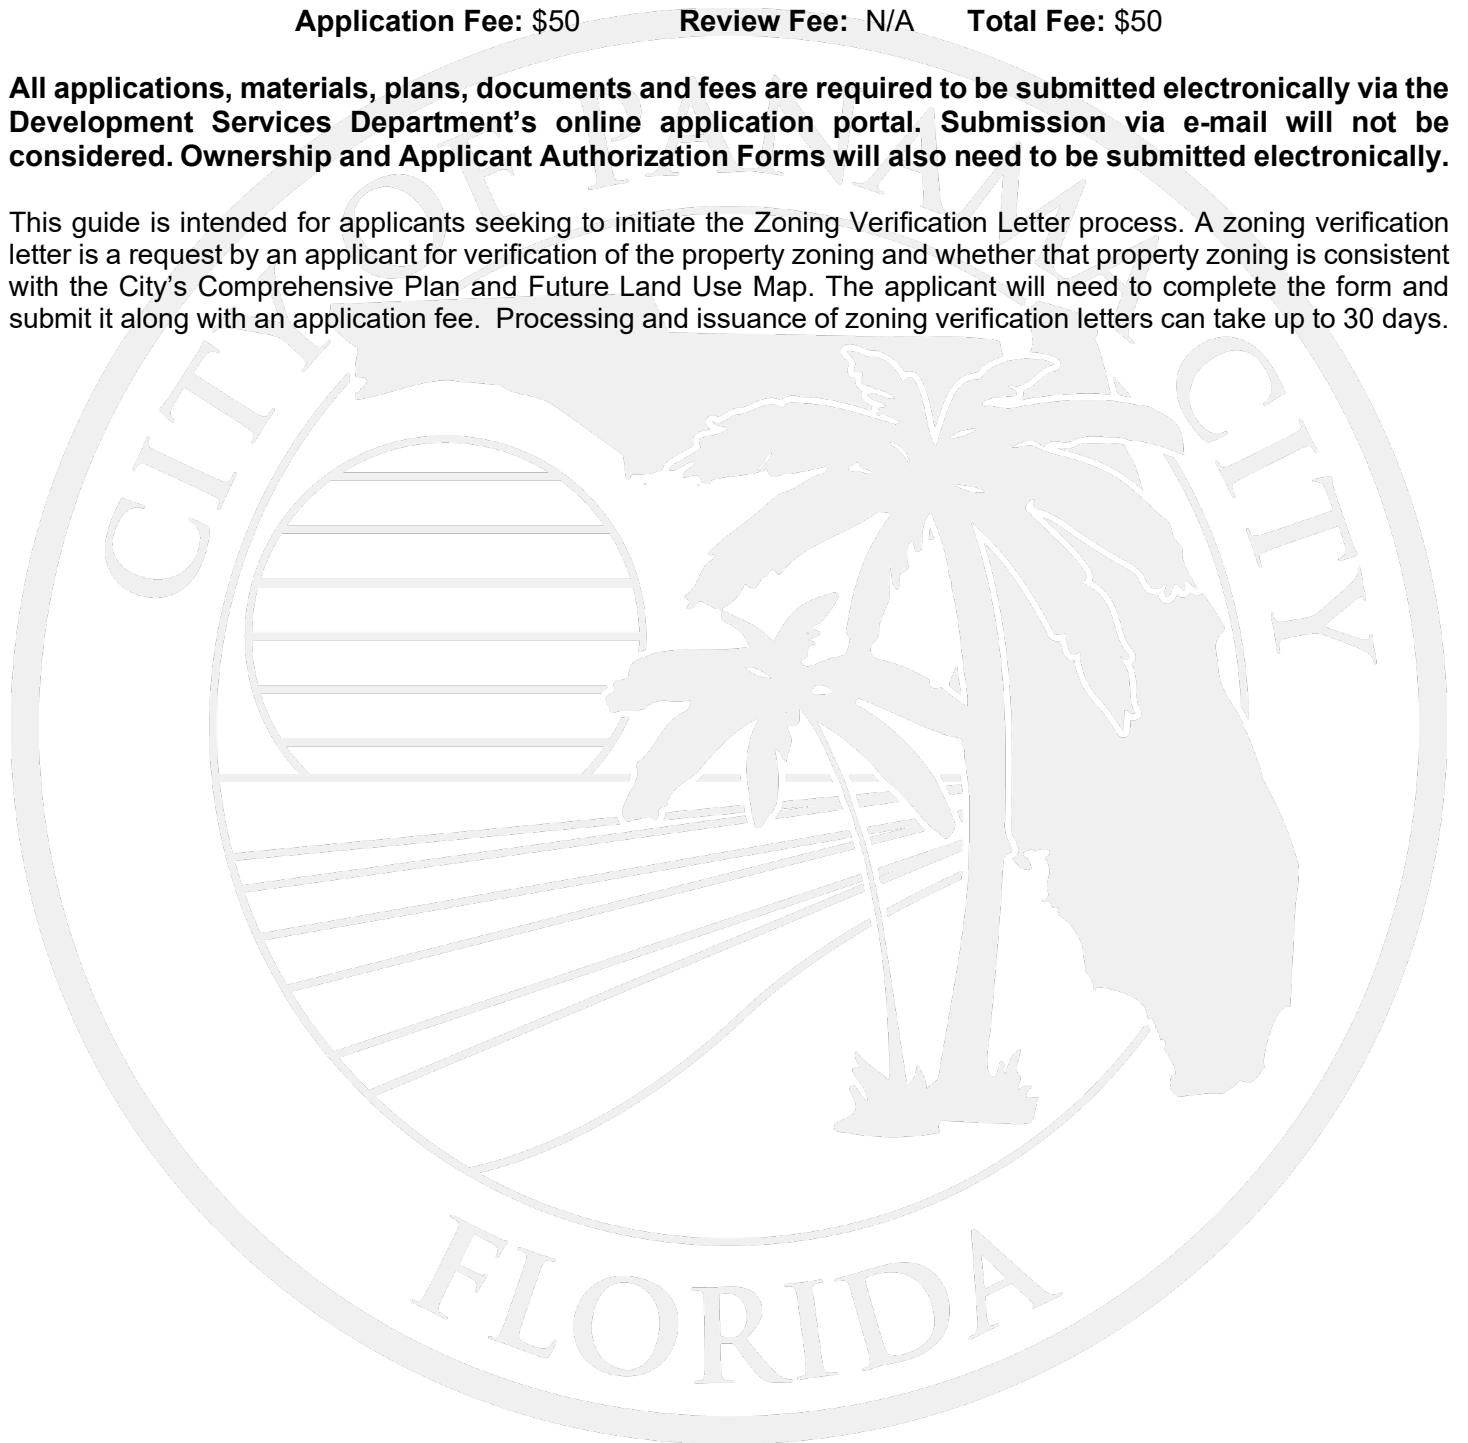 Application Fee: $50 Review Fee: N/A Total Fee: $50
All applications, materials, plans, documents and fees are required to be submitted electronically via the
Development Services Department's online application portal. Submission via e-mail will not be
considered. Ownership and Applicant Authorization Forms will also need to be submitted electronically.
This guide is intended for applicants seeking to initiate the Zoning Verification Letter process. A zoning verification
letter is a request by an applicant for verification of the property zoning and whether that property zoning is consistent
with the City's Comprehensive Plan and Future Land Use Map. The applicant will need to complete the form and
submit it along with an application fee. Processing and issuance of zoning verification letters can take up to 30 days.
CITY OF PANAMA CITY
FLORIDA